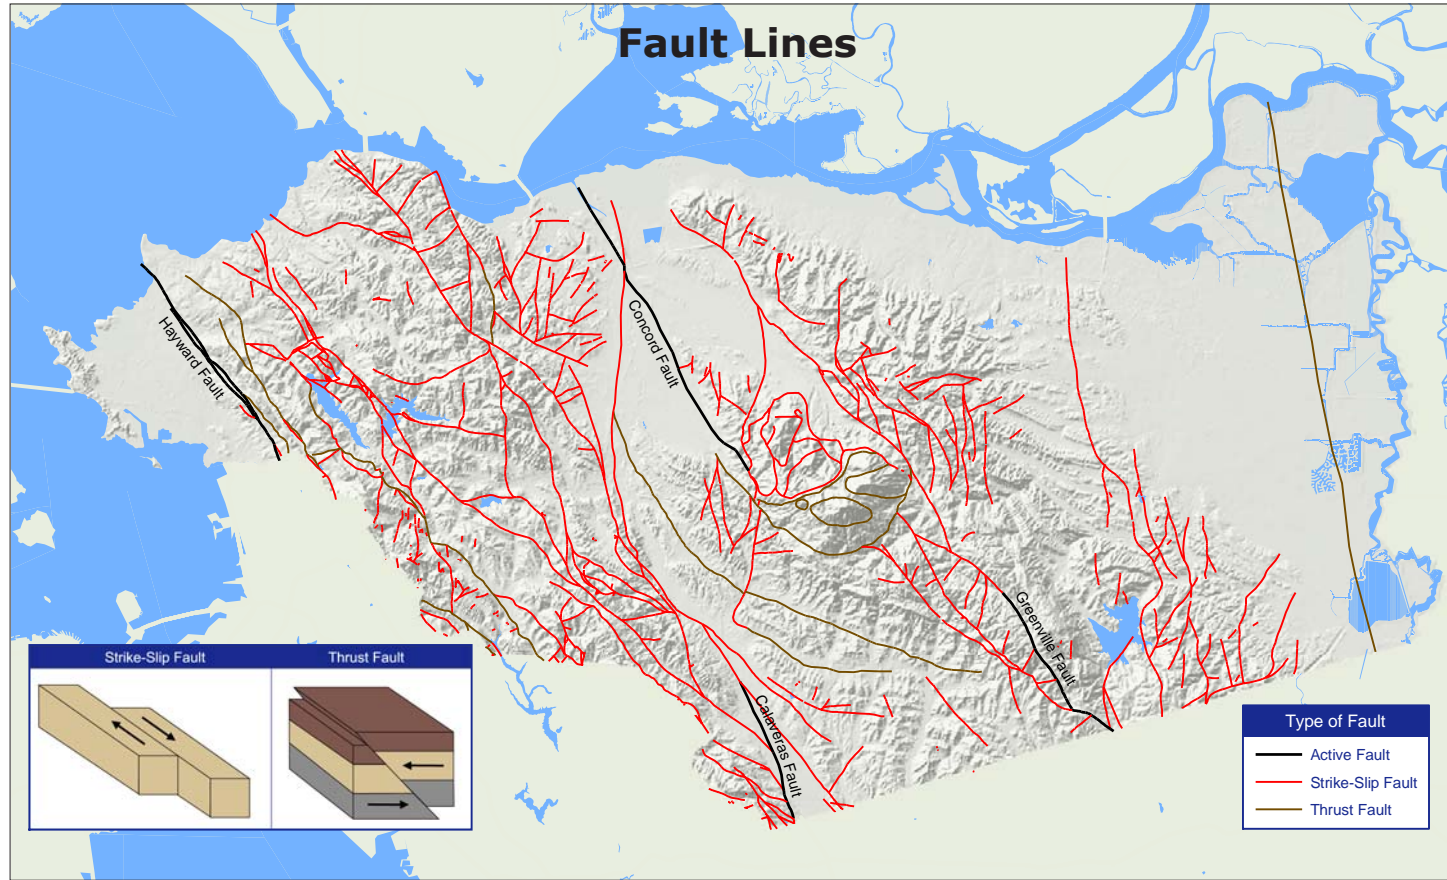 Fault Lines
Hayward Fault
Concord Fault
Greenville Fault
Calaveras Fault
Strike-Slip Fault
Thrust Fault
Type of Fault
Active Fault
Strike-Slip Fault
Thrust Fault